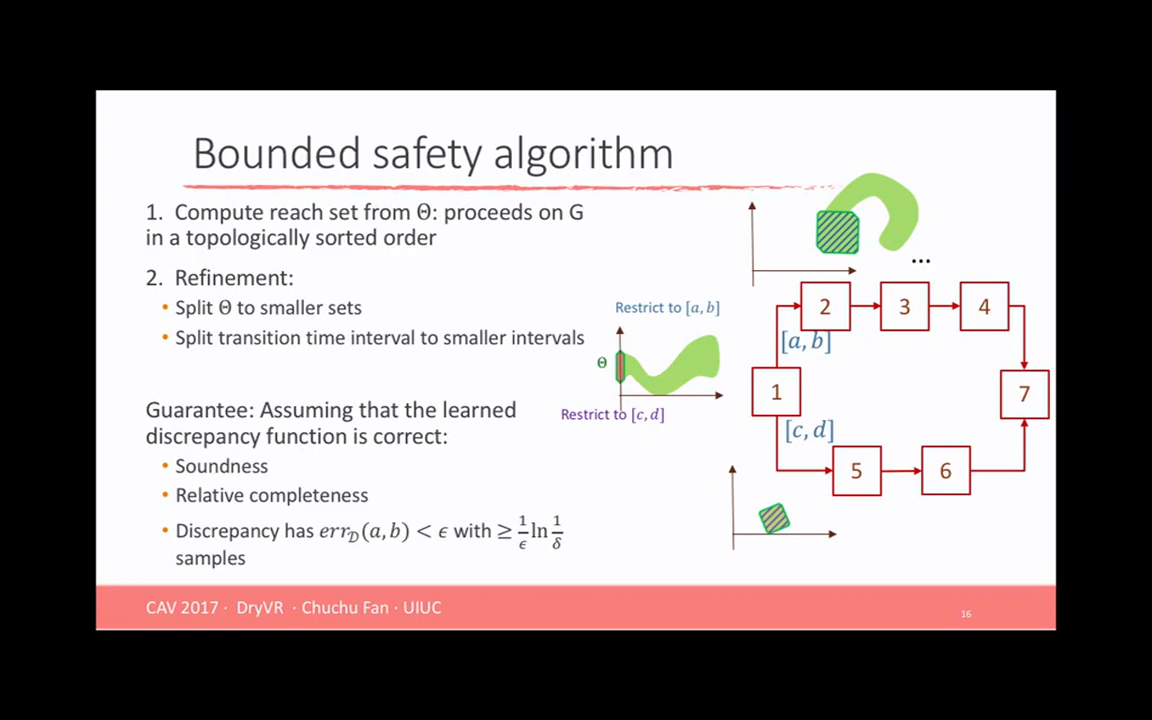 Bounded safety algorithm
1. Compute reach set from Θ: proceeds on G
in a topologically sorted order
2. Refinement:
• Split Θ to smaller sets
• Split transition time interval to smaller intervals
Guarantee: Assuming that the learned
discrepancy function is correct:
• Soundness
• Relative completeness
• Discrepancy has err_𝒟(a, b) < ϵ with ≥ 1/ϵ ln 1/δ
samples
Restrict to [a, b]
Θ
Restrict to [c, d]
...
2
3
4
[a, b]
1
7
[c, d]
5
6
CAV 2017 · DryVR · Chuchu Fan · UIUC
16